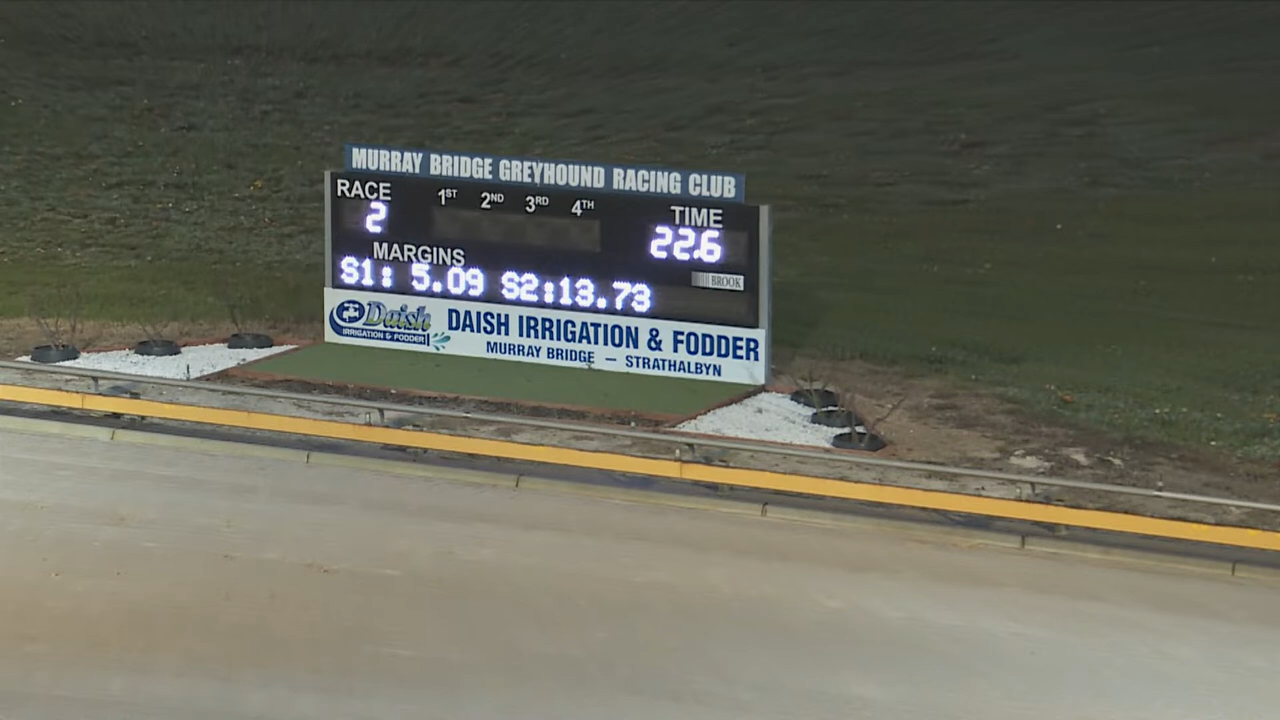 MURRAY BRIDGE GREYHOUND RACING CLUB
RACE 1ST 2ND 3RD 4TH TIME
2 22.6
MARGINS
S1: 5.09 S2:13.73
BROOK
Daish
IRRIGATION & FODDER
DAISH IRRIGATION & FODDER
MURRAY BRIDGE — STRATHALBYN